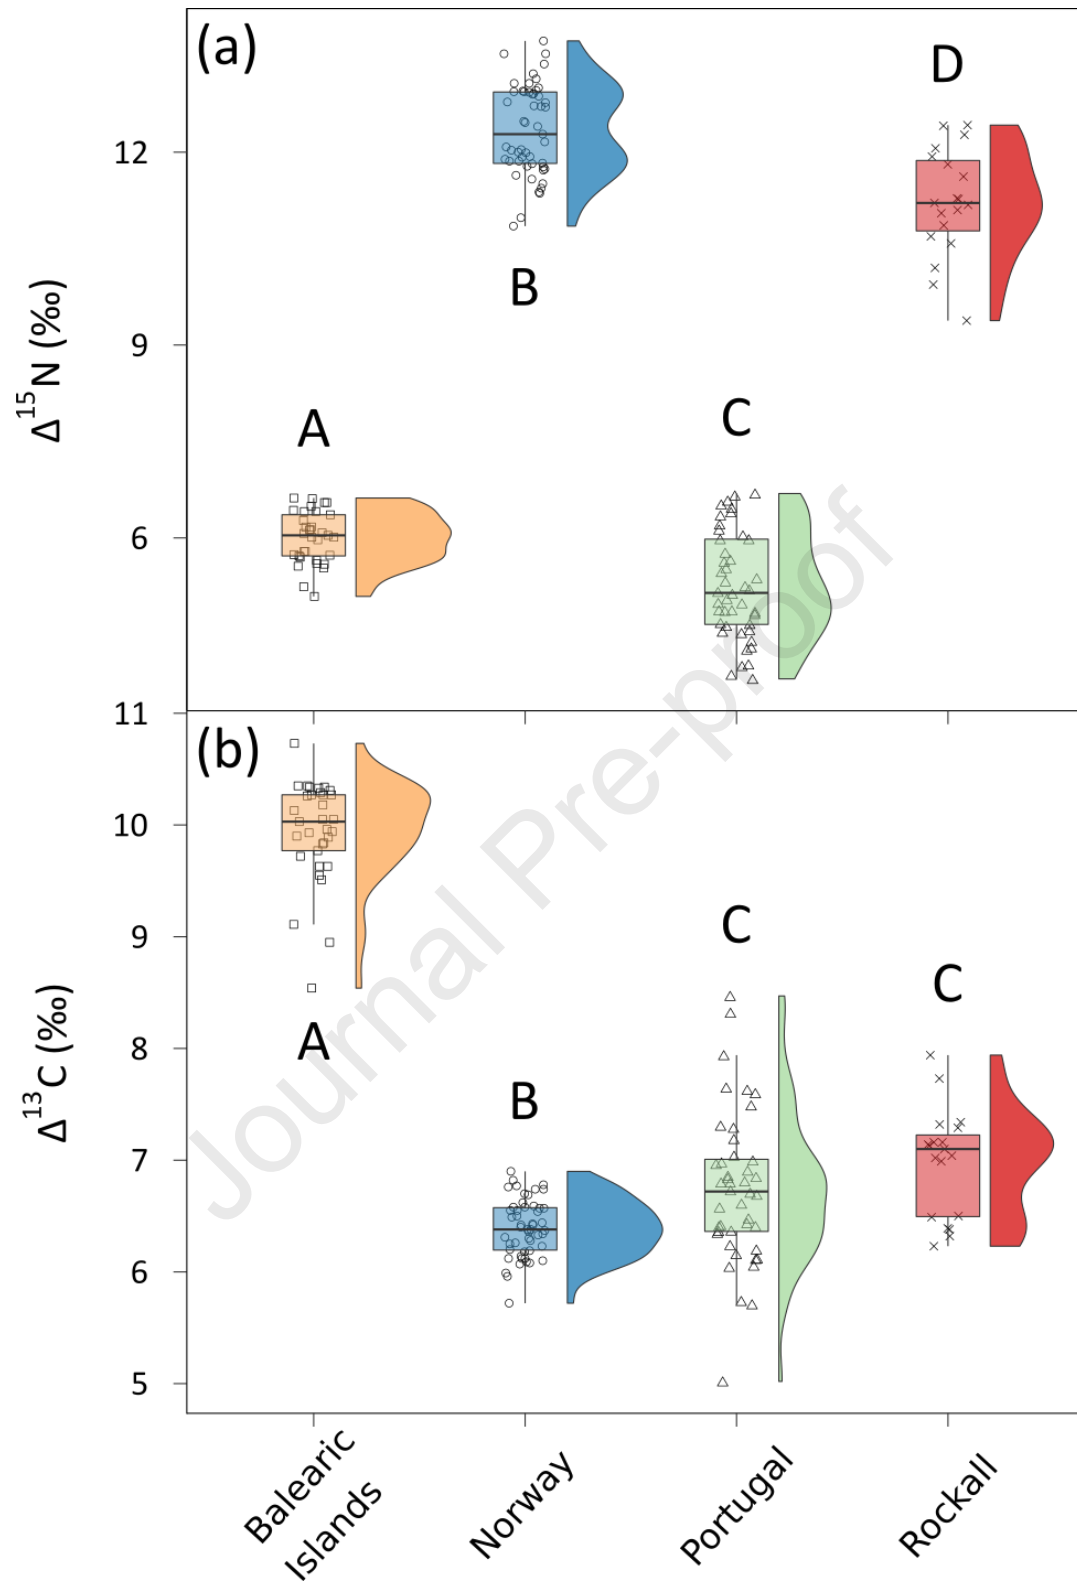 (a)
D
12
B
Δ15N (‰)
9
A
C
6
11
(b)
10
9
C
C
A
8
B
Δ13C (‰)
7
6
5
Balearic
Islands
Norway
Portugal
Rockall
Journal Pre-proof